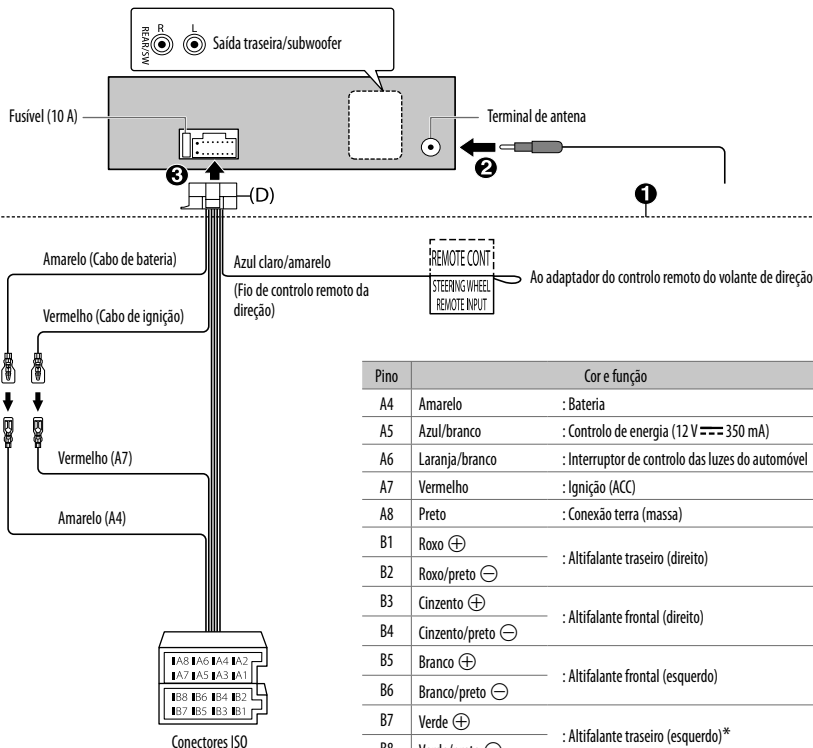 R L
REAR/SW
Saída traseira/subwoofer
Fusível (10 A)
Terminal de antena
❷
❸
❶
(D)
Amarelo (Cabo de bateria)
Azul claro/amarelo
(Fio de controlo remoto da
direção)
REMOTE CONT
STEERING WHEEL
REMOTE INPUT
Ao adaptador do controlo remoto do volante de direção
Vermelho (Cabo de ignição)
Vermelho (A7)
Amarelo (A4)
A8 A6 A4 A2
A7 A5 A3 A1
B8 B6 B4 B2
B7 B5 B3 B1
Conectores ISO
Pino Cor e função
A4 Amarelo : Bateria
A5 Azul/branco : Controlo de energia (12 V ⎓ 350 mA)
A6 Laranja/branco : Interruptor de controlo das luzes do automóvel
A7 Vermelho : Ignição (ACC)
A8 Preto : Conexão terra (massa)
B1 Roxo ⊕
: Altifalante traseiro (direito)
B2 Roxo/preto ⊖
B3 Cinzento ⊕
: Altifalante frontal (direito)
B4 Cinzento/preto ⊖
B5 Branco ⊕
: Altifalante frontal (esquerdo)
B6 Branco/preto ⊖
B7 Verde ⊕
: Altifalante traseiro (esquerdo)*